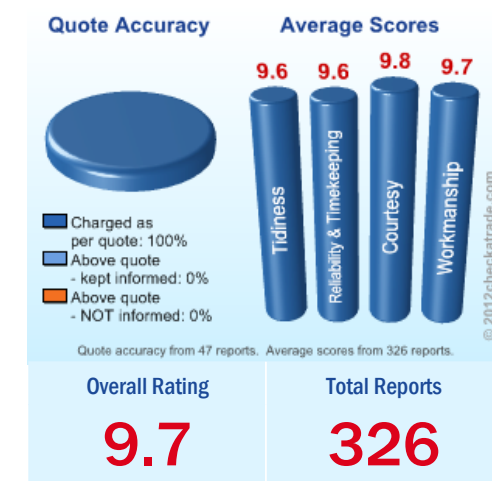 Quote Accuracy
Average Scores
9.6
9.6
9.8
9.7
Tidiness
Reliability & Timekeeping
Courtesy
Workmanship
Charged as
per quote: 100%
Above quote
- kept informed: 0%
Above quote
- NOT informed: 0%
© 2012checkatrade.com
Quote accuracy from 47 reports. Average scores from 326 reports.
Overall Rating
Total Reports
9.7
326